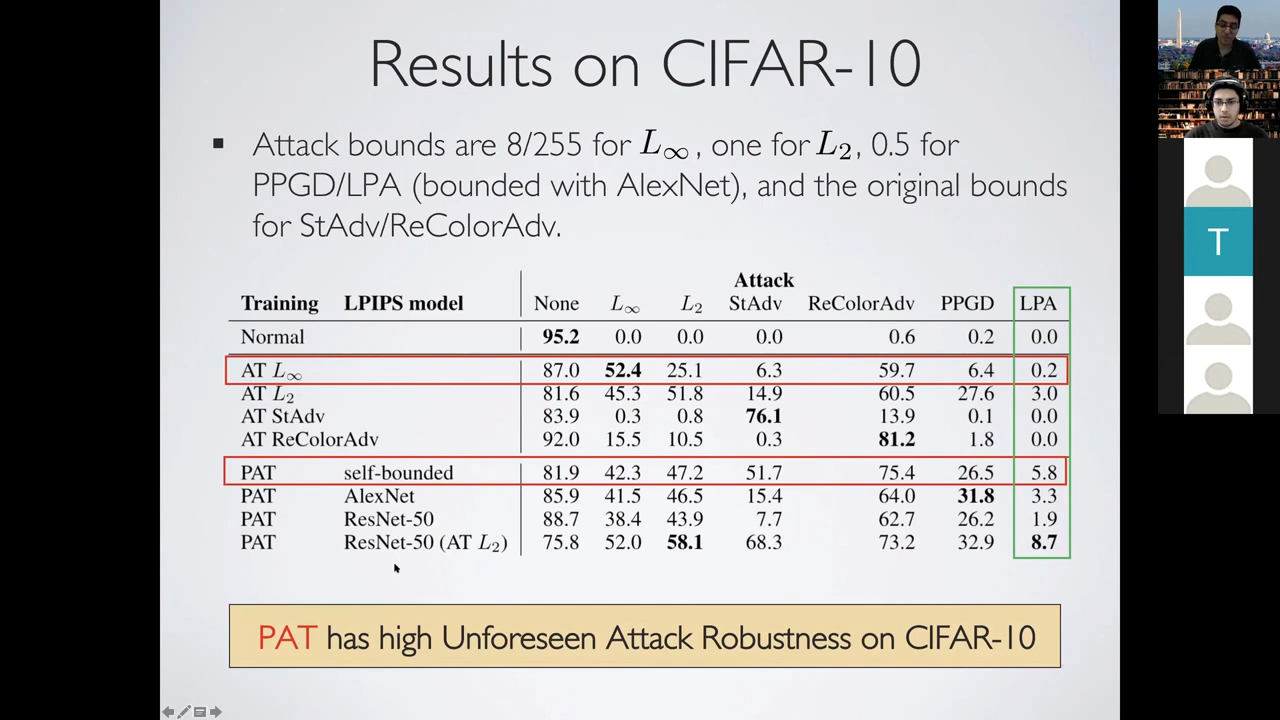 Results on CIFAR-10
▪ Attack bounds are 8/255 for L∞, one for L2, 0.5 for
PPGD/LPA (bounded with AlexNet), and the original bounds
for StAdv/ReColorAdv.
Attack
Training LPIPS model None L∞ L2 StAdv ReColorAdv PPGD LPA
Normal 95.2 0.0 0.0 0.0 0.6 0.2 0.0
AT L∞ 87.0 52.4 25.1 6.3 59.7 6.4 0.2
AT L2 81.6 45.3 51.8 14.9 60.5 27.6 3.0
AT StAdv 83.9 0.3 0.8 76.1 13.9 0.1 0.0
AT ReColorAdv 92.0 15.5 10.5 0.3 81.2 1.8 0.0
PAT self-bounded 81.9 42.3 47.2 51.7 75.4 26.5 5.8
PAT AlexNet 85.9 41.5 46.5 15.4 64.0 31.8 3.3
PAT ResNet-50 88.7 38.4 43.9 7.7 62.7 26.2 1.9
PAT ResNet-50 (AT L2) 75.8 52.0 58.1 68.3 73.2 32.9 8.7
PAT has high Unforeseen Attack Robustness on CIFAR-10
T